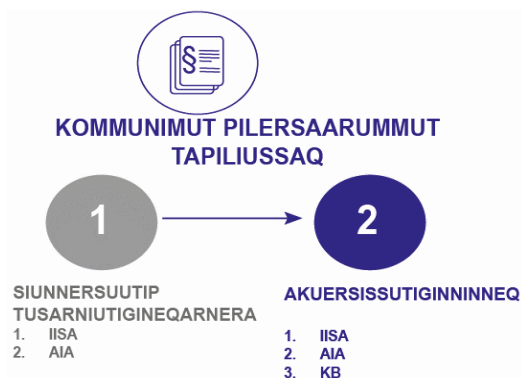 §
KOMMUNIMUT PILERSAARUMMUT
TAPILIUSSAQ
1
2
SIUNNERSUUTIP
TUSARNIUTIGINEQARNERA
1. IISA
2. AIA
AKUERSISSUTIGINNINNEQ
1. IISA
2. AIA
3. KB